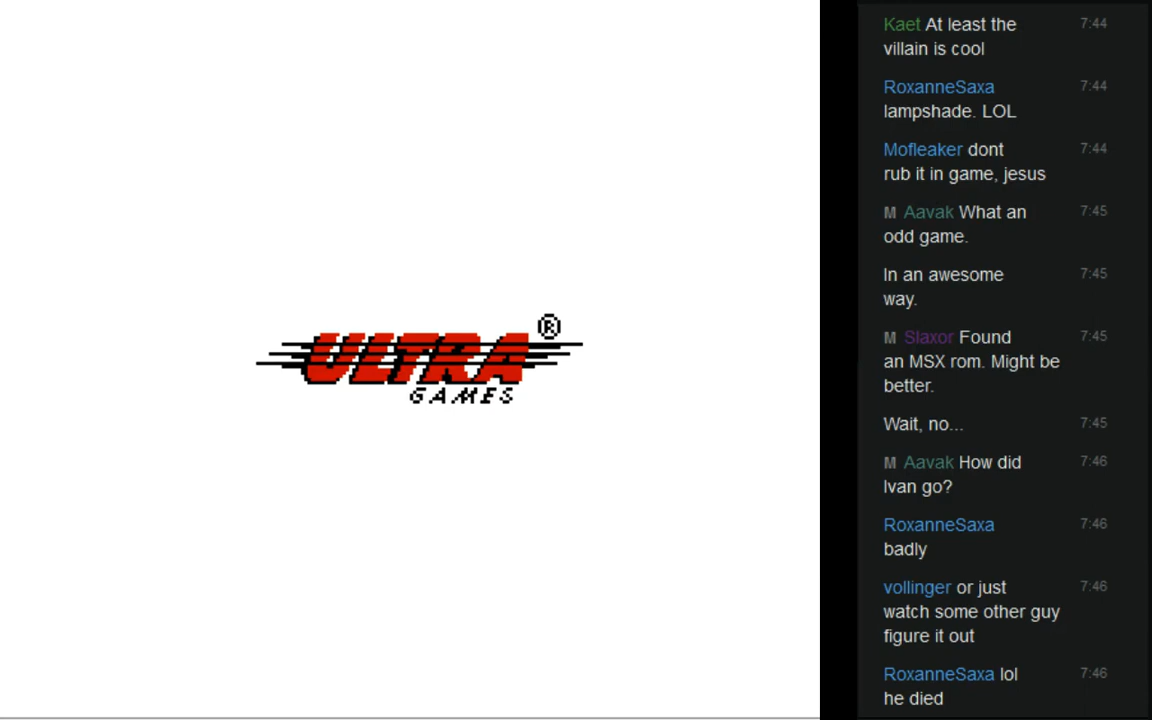 ULTRA ®
GAMES
Kaet At least the 7:44
villain is cool
RoxanneSaxa 7:44
lampshade. LOL
Mofleaker dont 7:44
rub it in game, jesus
M Aavak What an 7:45
odd game.
In an awesome 7:45
way.
M Slaxor Found 7:45
an MSX rom. Might be
better.
Wait, no... 7:45
M Aavak How did 7:46
Ivan go?
RoxanneSaxa 7:46
badly
vollinger or just 7:46
watch some other guy
figure it out
RoxanneSaxa lol 7:46
he died